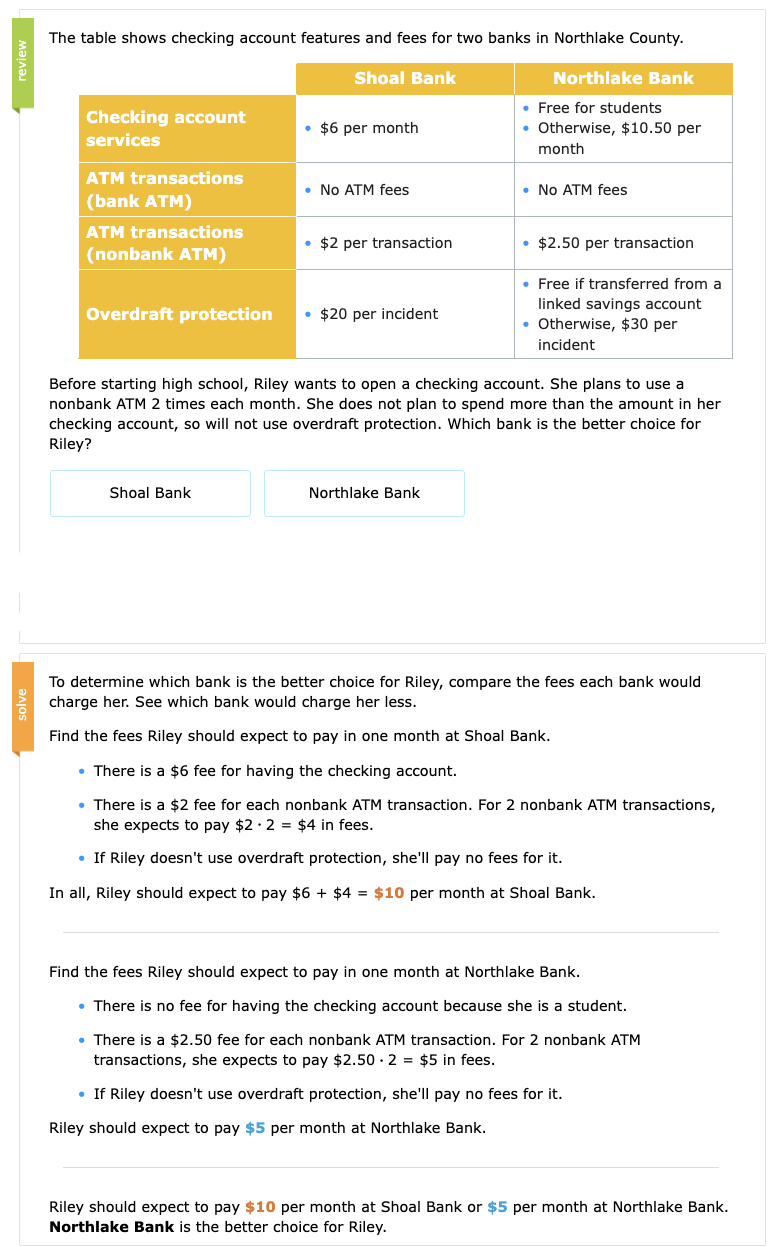 review
The table shows checking account features and fees for two banks in Northlake County.
Shoal Bank
Northlake Bank
Checking account
services
• $6 per month
• Free for students
• Otherwise, $10.50 per
month
ATM transactions
(bank ATM)
• No ATM fees
• No ATM fees
ATM transactions
(nonbank ATM)
• $2 per transaction
• $2.50 per transaction
Overdraft protection
• $20 per incident
• Free if transferred from a
linked savings account
• Otherwise, $30 per
incident
Before starting high school, Riley wants to open a checking account. She plans to use a
nonbank ATM 2 times each month. She does not plan to spend more than the amount in her
checking account, so will not use overdraft protection. Which bank is the better choice for
Riley?
Shoal Bank
Northlake Bank
solve
To determine which bank is the better choice for Riley, compare the fees each bank would
charge her. See which bank would charge her less.
Find the fees Riley should expect to pay in one month at Shoal Bank.
• There is a $6 fee for having the checking account.
• There is a $2 fee for each nonbank ATM transaction. For 2 nonbank ATM transactions,
she expects to pay $2 · 2 = $4 in fees.
• If Riley doesn't use overdraft protection, she'll pay no fees for it.
In all, Riley should expect to pay $6 + $4 = $10 per month at Shoal Bank.
Find the fees Riley should expect to pay in one month at Northlake Bank.
• There is no fee for having the checking account because she is a student.
• There is a $2.50 fee for each nonbank ATM transaction. For 2 nonbank ATM
transactions, she expects to pay $2.50 · 2 = $5 in fees.
• If Riley doesn't use overdraft protection, she'll pay no fees for it.
Riley should expect to pay $5 per month at Northlake Bank.
Riley should expect to pay $10 per month at Shoal Bank or $5 per month at Northlake Bank.
Northlake Bank is the better choice for Riley.